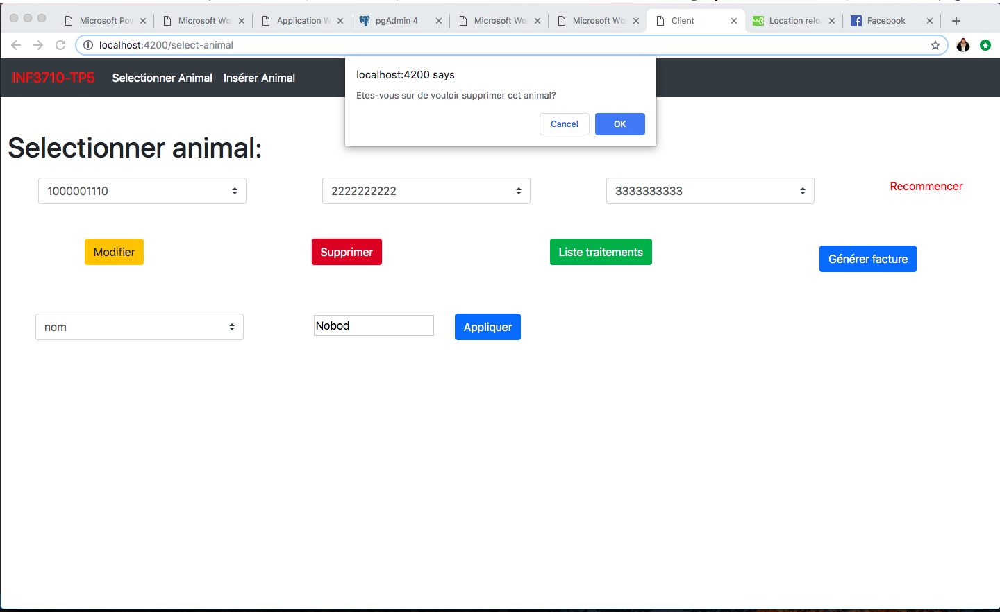 Microsoft Pov
Microsoft Wo
Application W
pgAdmin 4
Microsoft Wo
Microsoft Wo
Client
Location relo
Facebook
localhost:4200/select-animal
INF3710-TP5
Selectionner Animal
Insérer Animal
localhost:4200 says
Etes-vous sur de vouloir supprimer cet animal?
Cancel
OK
Selectionner animal:
1000001110
2222222222
3333333333
Recommencer
Modifier
Supprimer
Liste traitements
Générer facture
nom
Nobod
Appliquer